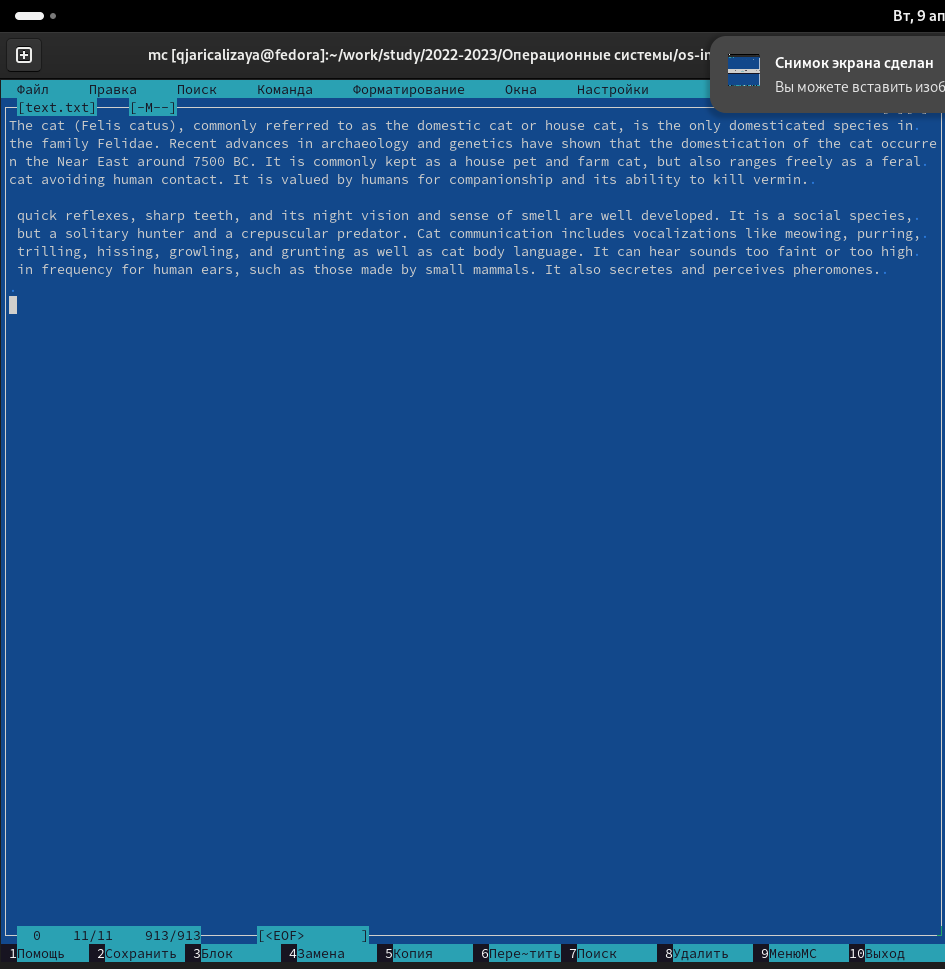 Вт, 9 ап
mc [qjaricalizaya@fedora]:~/work/study/2022-2023/Операционные системы/os-in
Снимок экрана сделан
Вы можете вставить изоб
Файл Правка Поиск Команда Форматирование Окна Настройки
[text.txt] [-M--]
The cat (Felis catus), commonly referred to as the domestic cat or house cat, is the only domesticated species in.
the family Felidae. Recent advances in archaeology and genetics have shown that the domestication of the cat occurre
n the Near East around 7500 BC. It is commonly kept as a house pet and farm cat, but also ranges freely as a feral.
cat avoiding human contact. It is valued by humans for companionship and its ability to kill vermin..
quick reflexes, sharp teeth, and its night vision and sense of smell are well developed. It is a social species,.
but a solitary hunter and a crepuscular predator. Cat communication includes vocalizations like meowing, purring,.
trilling, hissing, growling, and grunting as well as cat body language. It can hear sounds too faint or too high.
in frequency for human ears, such as those made by small mammals. It also secretes and perceives pheromones..
.
0 11/11 913/913 [<EOF> ]
1Помощь 2Сохранить 3Блок 4Замена 5Копия 6Пере~тить 7Поиск 8Удалить 9МенюMC 10Выход